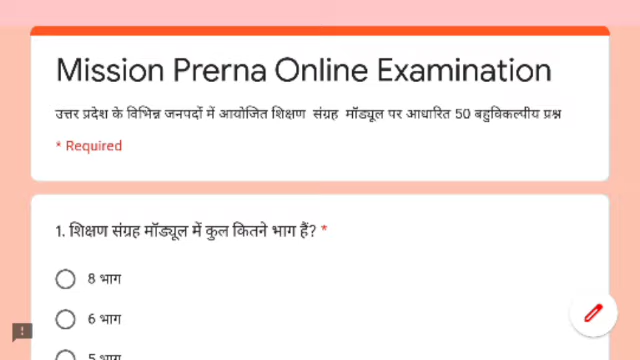 Mission Prerna Online Examination
उत्तर प्रदेश के विभिन्न जनपदों में आयोजित शिक्षण संग्रह मॉड्यूल पर आधारित 50 बहुविकल्पीय प्रश्न
* Required
1. शिक्षण संग्रह मॉड्यूल में कुल कितने भाग हैं? *
8 भाग
6 भाग
5 भाग